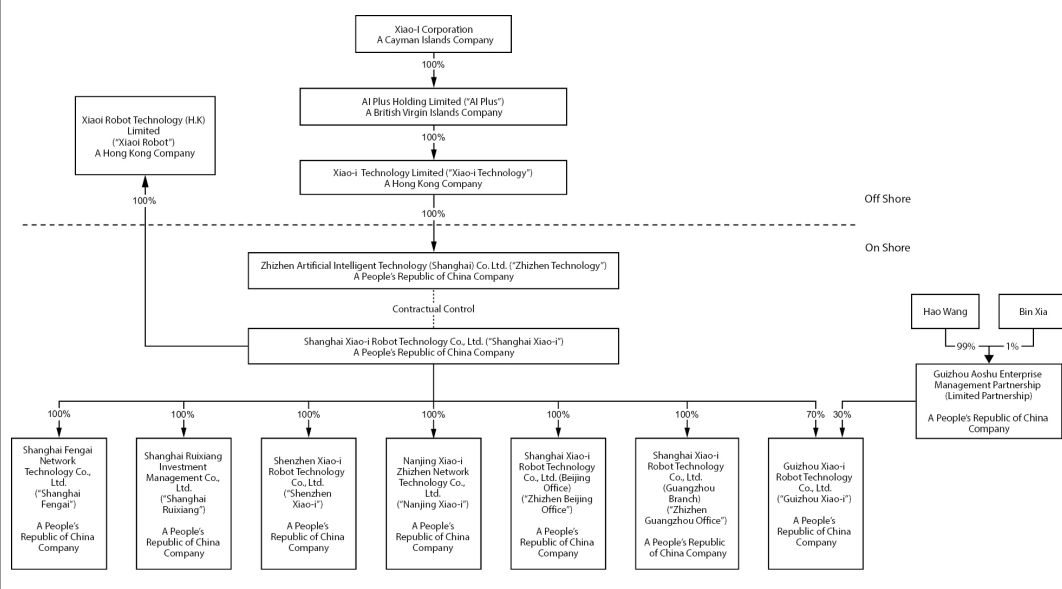 Xiao-I Corporation
A Cayman Islands Company
100%
AI Plus Holding Limited (“AI Plus”)
A British Virgin Islands Company
100%
Xiaoi Robot Technology (H.K)
Limited
(“Xiaoi Robot”)
A Hong Kong Company
Xiao-i Technology Limited (“Xiao-i Technology”)
A Hong Kong Company
100%
100%
Off Shore
On Shore
Zhizhen Artificial Intelligent Technology (Shanghai) Co. Ltd. (“Zhizhen Technology”)
A People’s Republic of China Company
Contractual Control
Shanghai Xiao-i Robot Technology Co., Ltd. (“Shanghai Xiao-i”)
A People’s Republic of China Company
Hao Wang
Bin Xia
99%
1%
Guizhou Aoshu Enterprise
Management Partnership
(Limited Partnership)
A People’s Republic of China
Company
100%
100%
100%
100%
100%
100%
70%
30%
Shanghai Fengai
Network
Technology Co.,
Ltd.
(“Shanghai
Fengai”)
A People’s
Republic of China
Company
Shanghai Ruixiang
Investment
Management Co.,
Ltd.
(“Shanghai
Ruixiang”)
A People’s
Republic of China
Company
Shenzhen Xiao-i
Robot Technology
Co., Ltd.
(“Shenzhen
Xiao-i”)
A People’s
Republic of China
Company
Nanjing Xiao-i
Zhizhen Network
Technology Co.,
Ltd.
(“Nanjing Xiao-i”)
A People’s
Republic of China
Company
Shanghai Xiao-i
Robot Technology
Co., Ltd. (Beijing
Office)
(“Zhizhen Beijing
Office”)
A People’s
Republic of China
Company
Shanghai Xiao-i
Robot Technology
Co., Ltd.
(Guangzhou
Branch)
(“Zhizhen
Guangzhou Office”)
A People’s Republic
of China Company
Guizhou Xiao-i
Robot Technology
Co., Ltd.
(“Guizhou Xiao-i”)
A People’s
Republic of China
Company